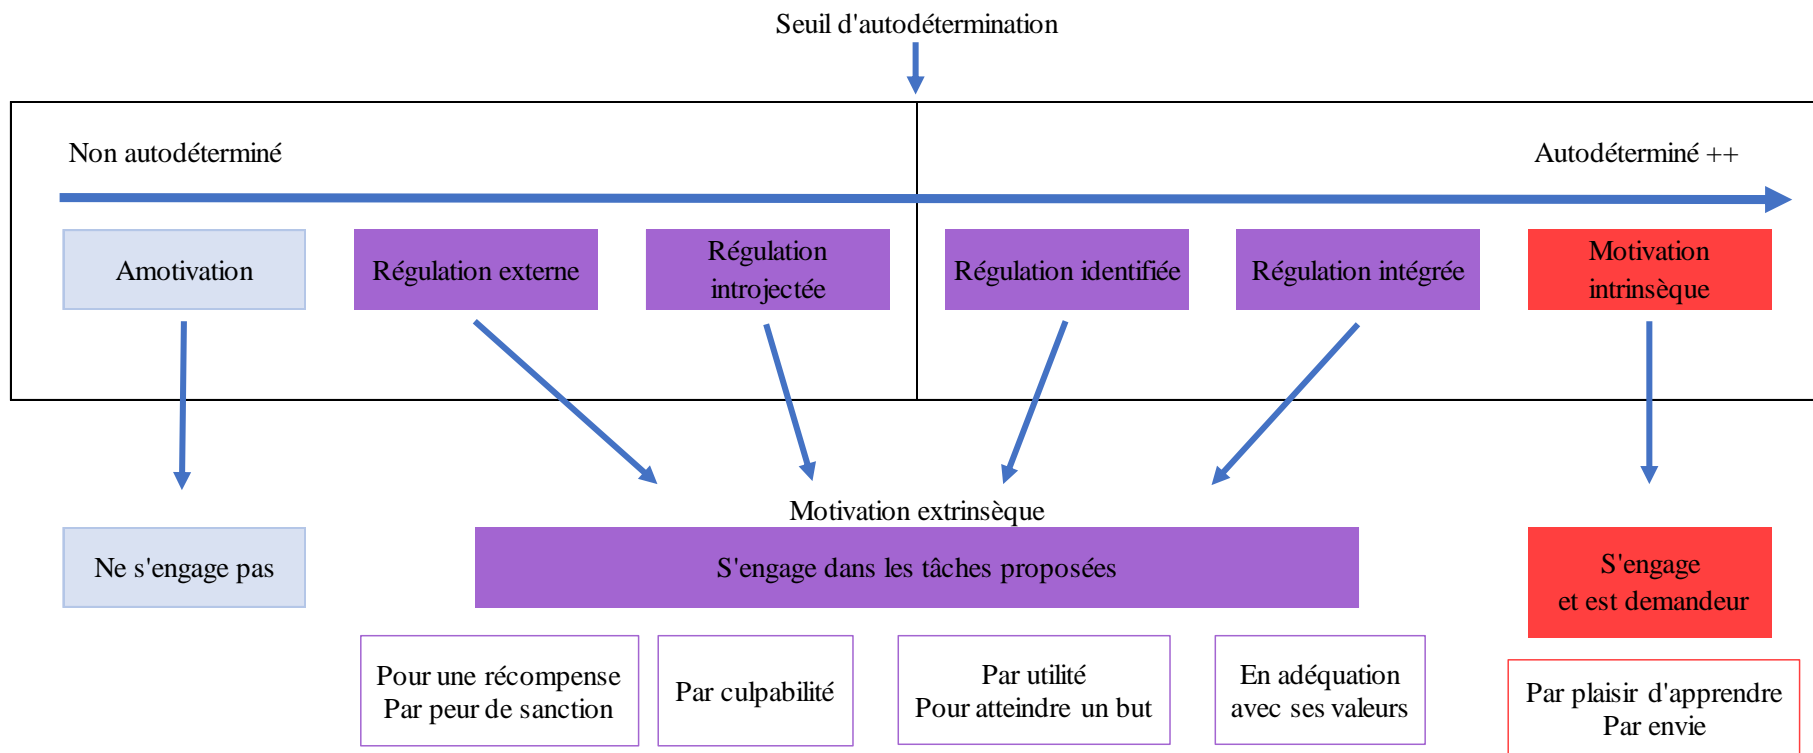 Seuil d'autodétermination
Non autodéterminé
Autodéterminé ++
Amotivation
Régulation externe
Régulation
introjectée
Régulation identifiée
Régulation intégrée
Motivation
intrinsèque
Motivation extrinsèque
Ne s'engage pas
S'engage dans les tâches proposées
S'engage
et est demandeur
Pour une récompense
Par peur de sanction
Par culpabilité
Par utilité
Pour atteindre un but
En adéquation
avec ses valeurs
Par plaisir d'apprendre
Par envie